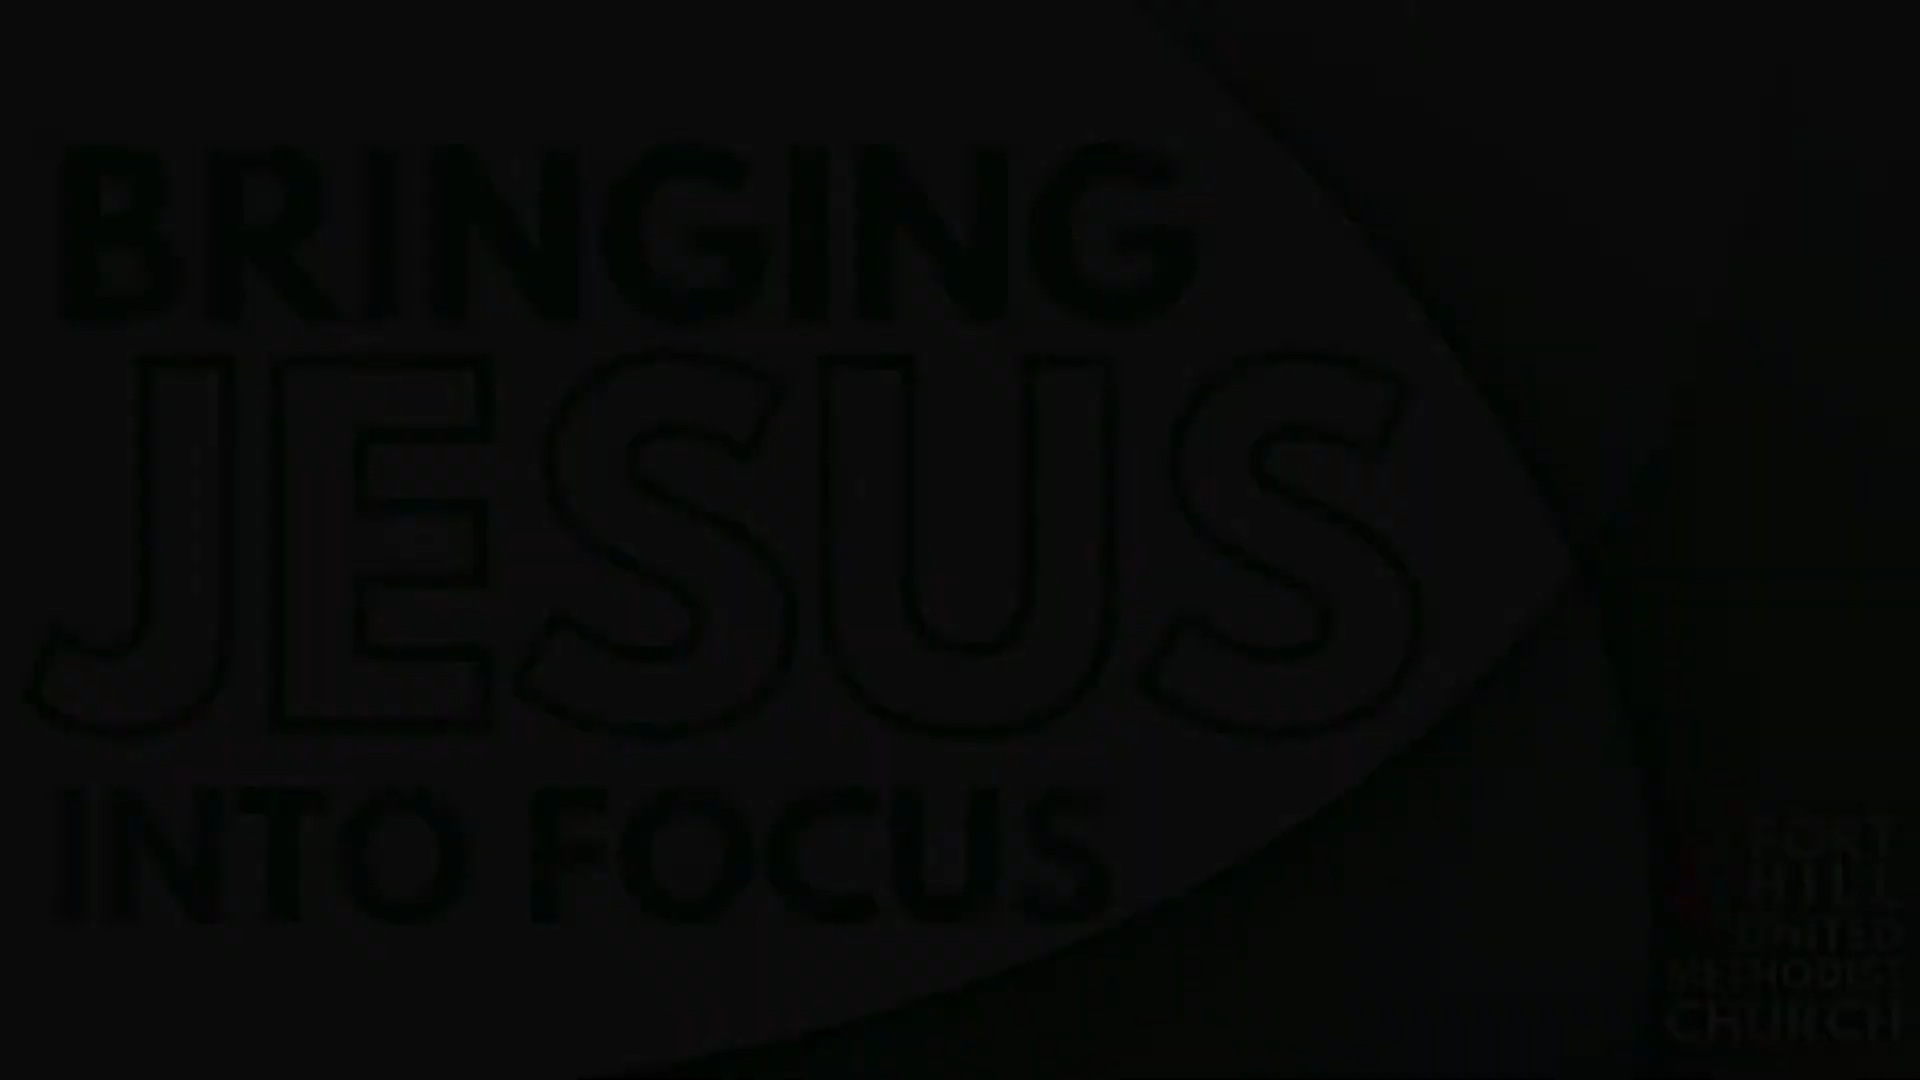 BRINGING
JESUS
INTO FOCUS
FORT
HILL
UNITED
METHODIST
CHURCH